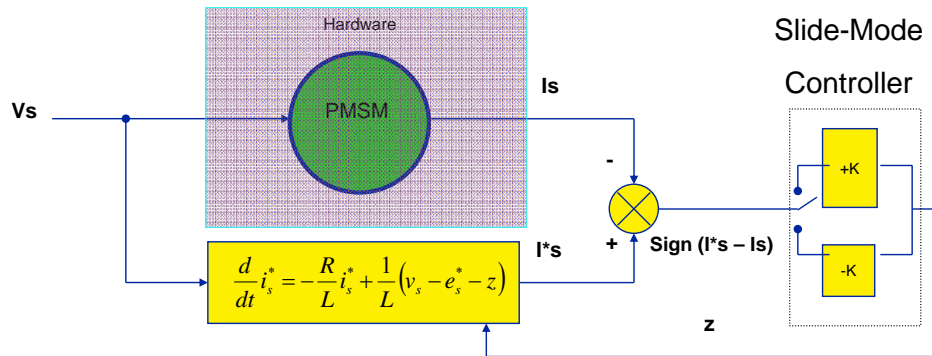 Hardware
Slide-Mode
Controller
PMSM
Is
Vs
+K
-
+
Sign (I*s – Is)
I*s
-K
d/dt i*ₛ = -R/L i*ₛ + 1/L (vₛ - e*ₛ - z)
z